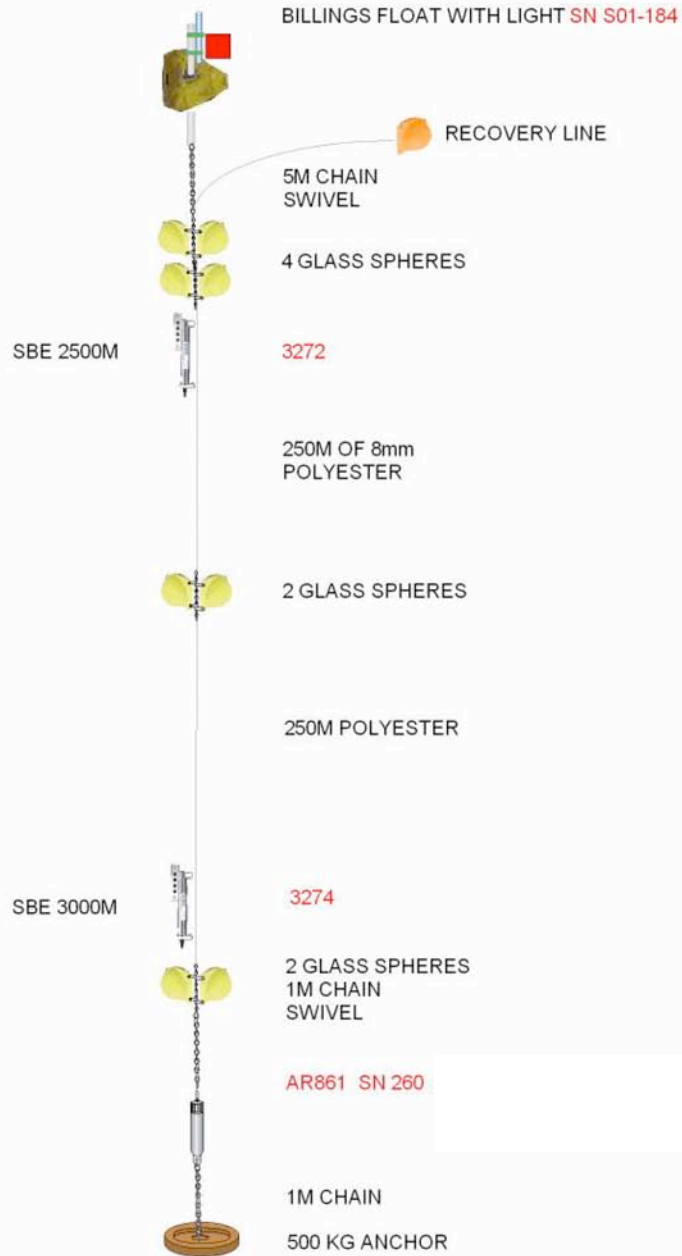 BILLINGS FLOAT WITH LIGHT SN S01-184
RECOVERY LINE
5M CHAIN
SWIVEL
4 GLASS SPHERES
SBE 2500M
3272
250M OF 8mm
POLYESTER
2 GLASS SPHERES
250M POLYESTER
SBE 3000M
3274
2 GLASS SPHERES
1M CHAIN
SWIVEL
AR861 SN 260
1M CHAIN
500 KG ANCHOR